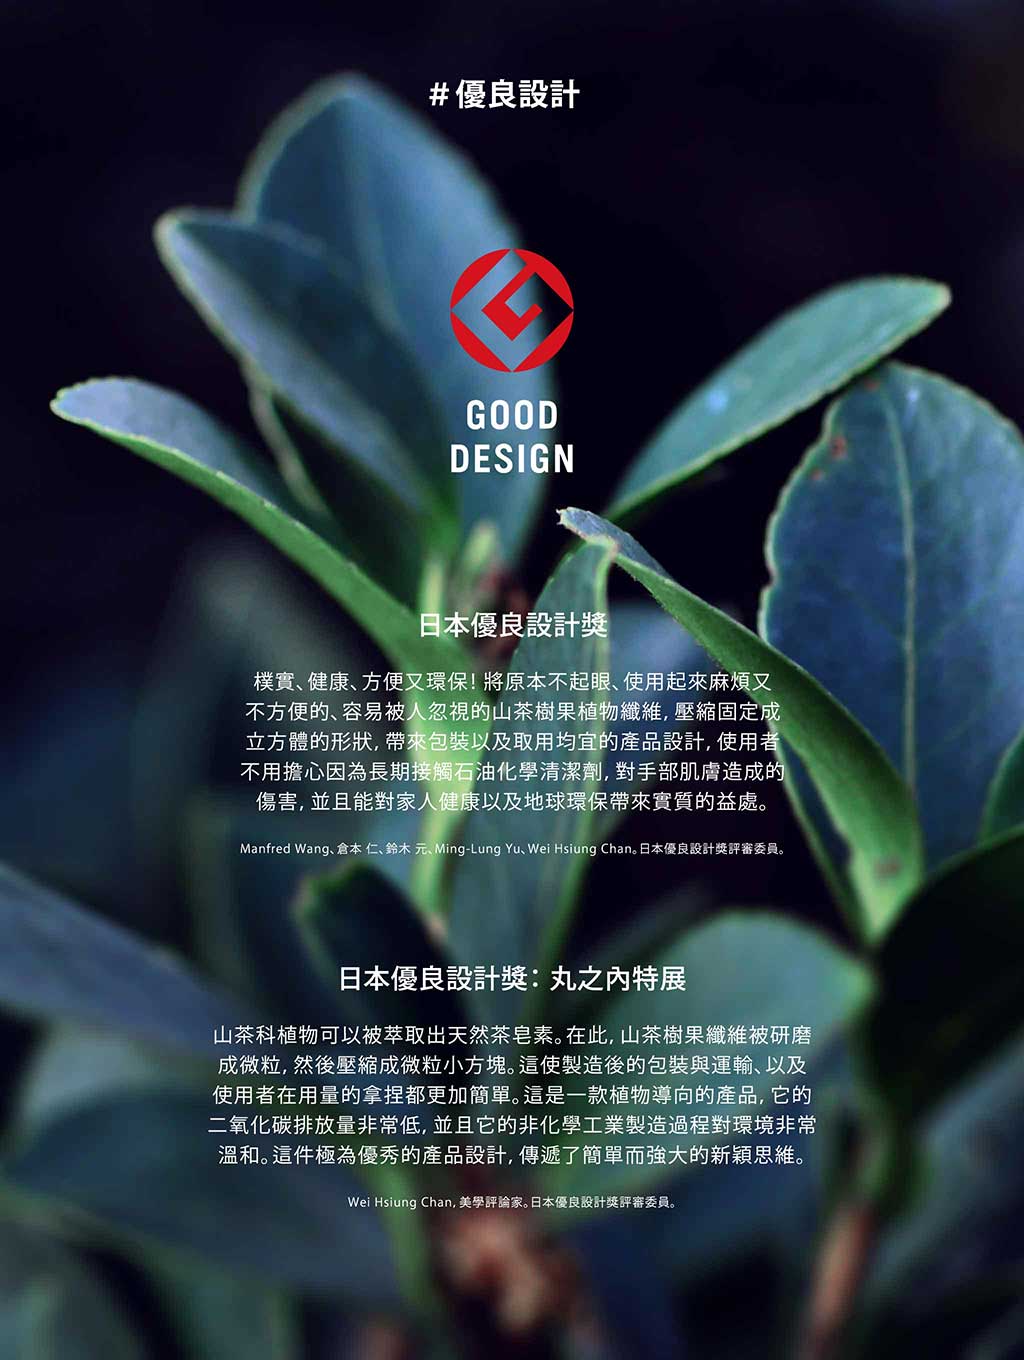 #優良設計
GOOD
DESIGN
日本優良設計獎
樸實、健康、方便又環保！將原本不起眼、使用起來麻煩又
不方便的、容易被人忽視的山茶樹果植物纖維，壓縮固定成
立方體的形狀，帶來包裝以及取用均宜的產品設計，使用者
不用擔心因為長期接觸石油化學清潔劑，對手部肌膚造成的
傷害，並且能對家人健康以及地球環保帶來實質的益處。
Manfred Wang、倉本 仁、鈴木 元、Ming-Lung Yu、Wei Hsiung Chan。日本優良設計獎評審委員。
日本優良設計獎：丸之內特展
山茶科植物可以被萃取出天然茶皂素。在此，山茶樹果纖維被研磨
成微粒，然後壓縮成微粒小方塊。這使製造後的包裝與運輸、以及
使用者在用量的拿捏都更加簡單。這是一款植物導向的產品，它的
二氧化碳排放量非常低，並且它的非化學工業製造過程對環境非常
溫和。這件極為優秀的產品設計，傳遞了簡單而強大的新穎思維。
Wei Hsiung Chan，美學評論家。日本優良設計獎評審委員。